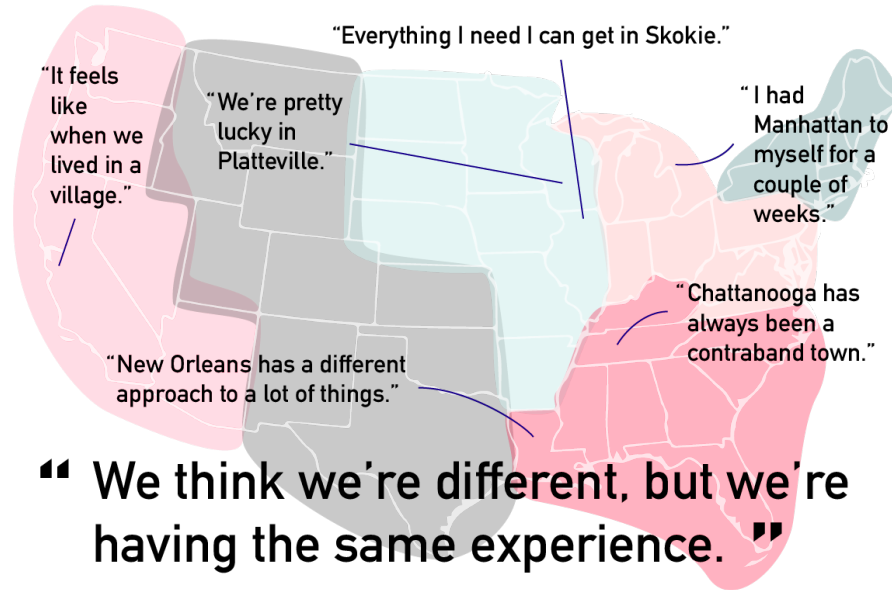 “Everything I need I can get in Skokie.”
“It feels
like
when we
lived in a
village.”
“We’re pretty
lucky in
Platteville.”
“ I had
Manhattan to
myself for a
couple of
weeks.”
“Chattanooga has
always been a
contraband town.”
“New Orleans has a different
approach to a lot of things.”
“ We think we’re different, but we’re
having the same experience. ”